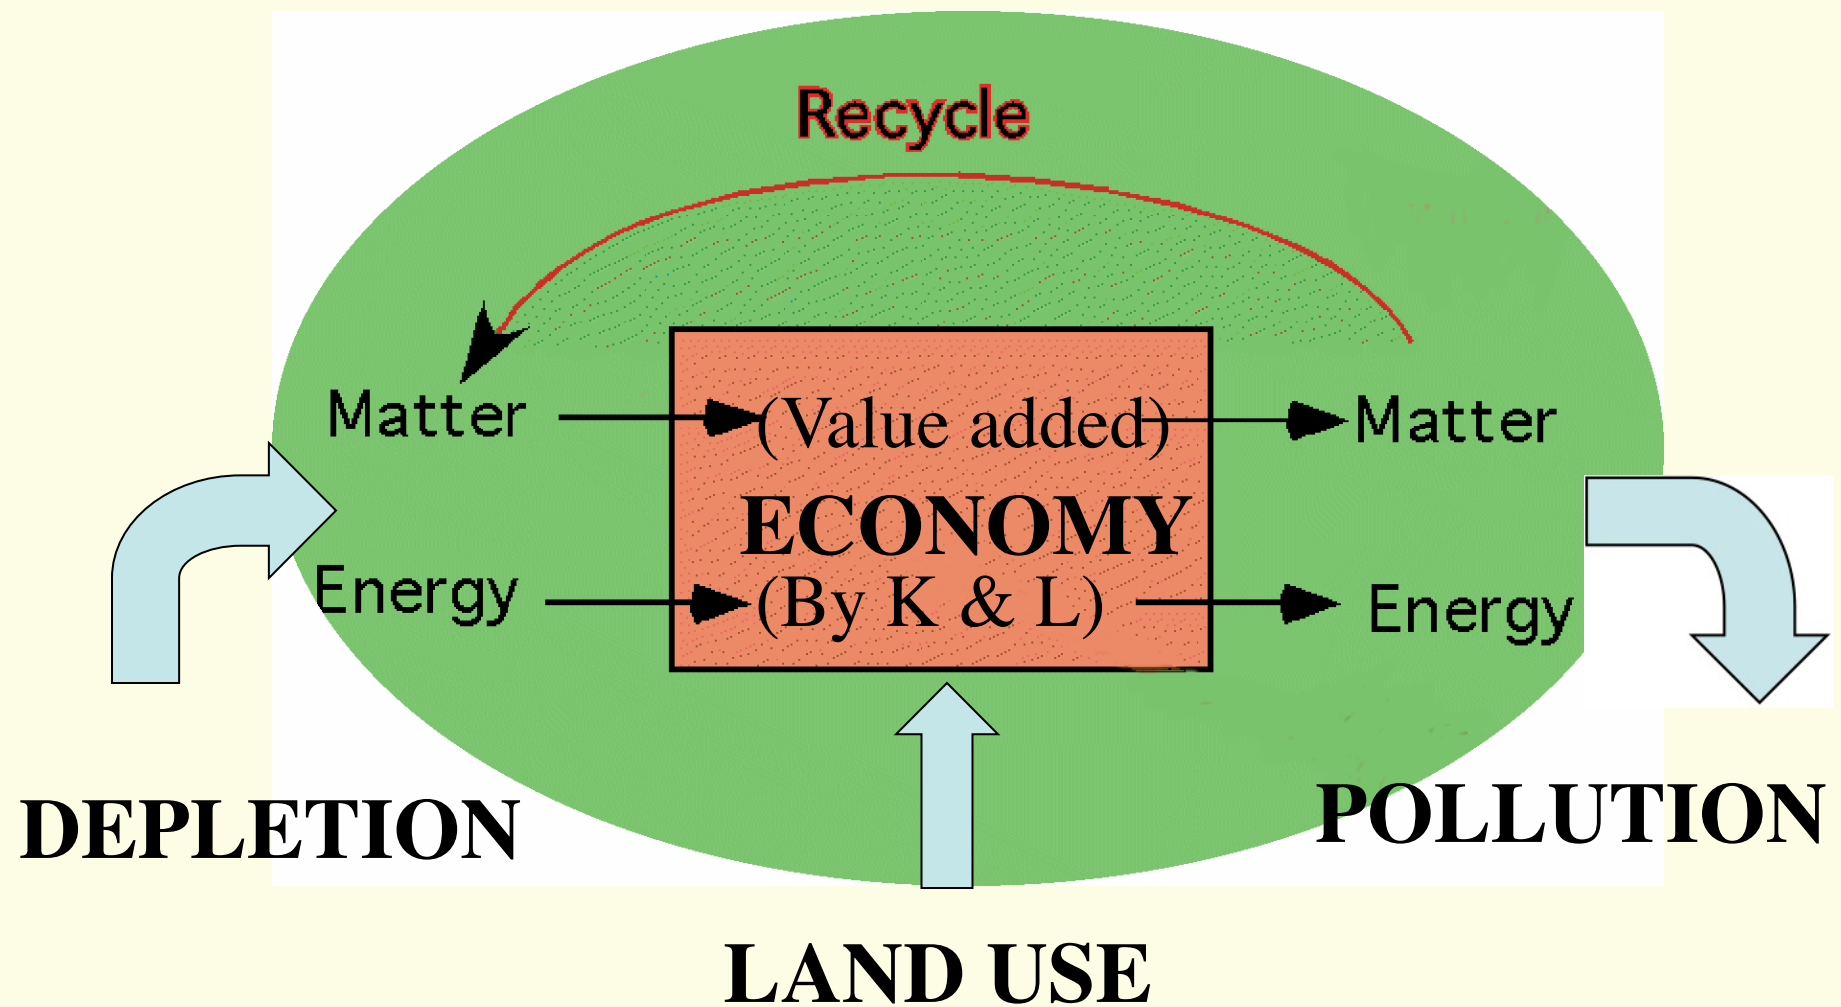 Recycle
Matter
(Value added)
Matter
ECONOMY
Energy
(By K & L)
Energy
DEPLETION
POLLUTION
LAND USE